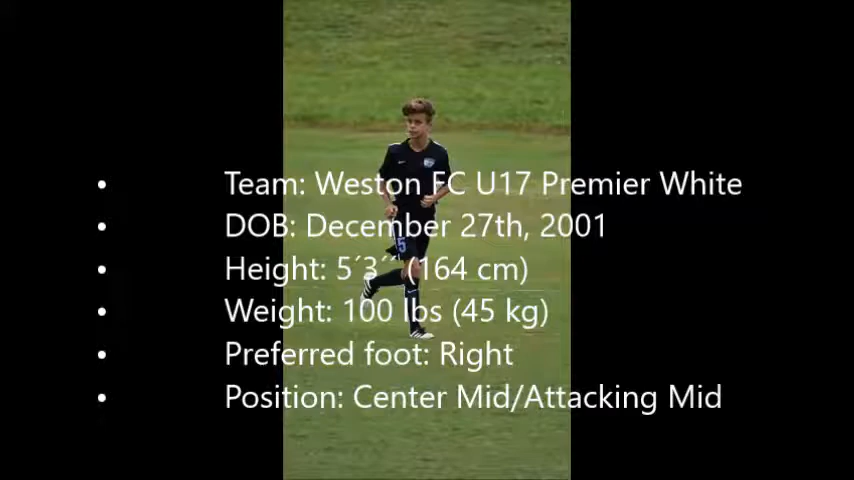 • Team: Weston FC U17 Premier White
• DOB: December 27th, 2001
• Height: 5´3´´ (164 cm)
• Weight: 100 lbs (45 kg)
• Preferred foot: Right
• Position: Center Mid/Attacking Mid
5